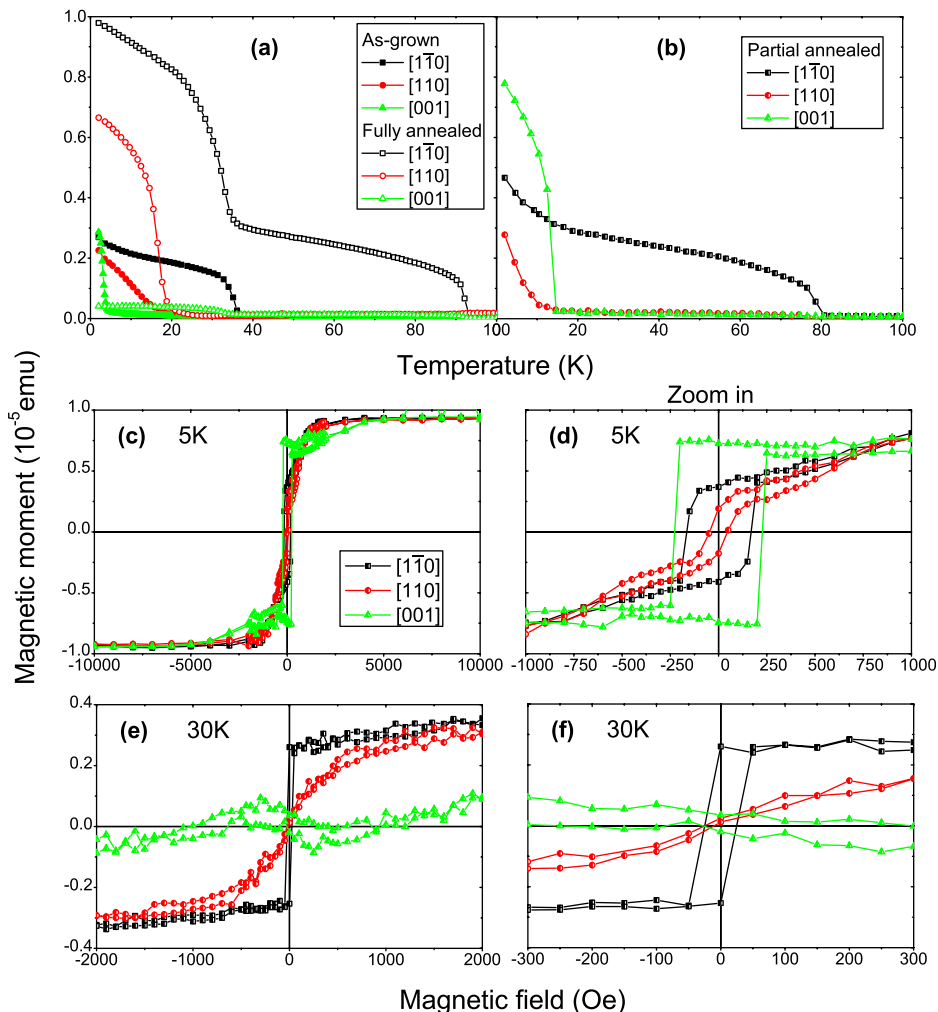 (a)
As-grown
[11̅0]
[110]
[001]
Fully annealed
[11̅0]
[110]
[001]
(b)
Partial annealed
[11̅0]
[110]
[001]
1.0
0.8
0.6
0.4
0.2
0.0
0 20 40 60 80 100
0 20 40 60 80 100
Temperature (K)
Magnetic moment (10⁻⁵emu)
Zoom in
(c) 5K
1.0
0.5
0.0
-0.5
-1.0
[11̅0]
[110]
[001]
-10000 -5000 0 5000 10000
(d) 5K
-1000 -750 -500 -250 0 250 500 750 1000
(e) 30K
0.4
0.2
0.0
-0.2
-0.4
-2000 -1000 0 1000 2000
(f) 30K
-300 -200 -100 0 100 200 300
Magnetic field (Oe)